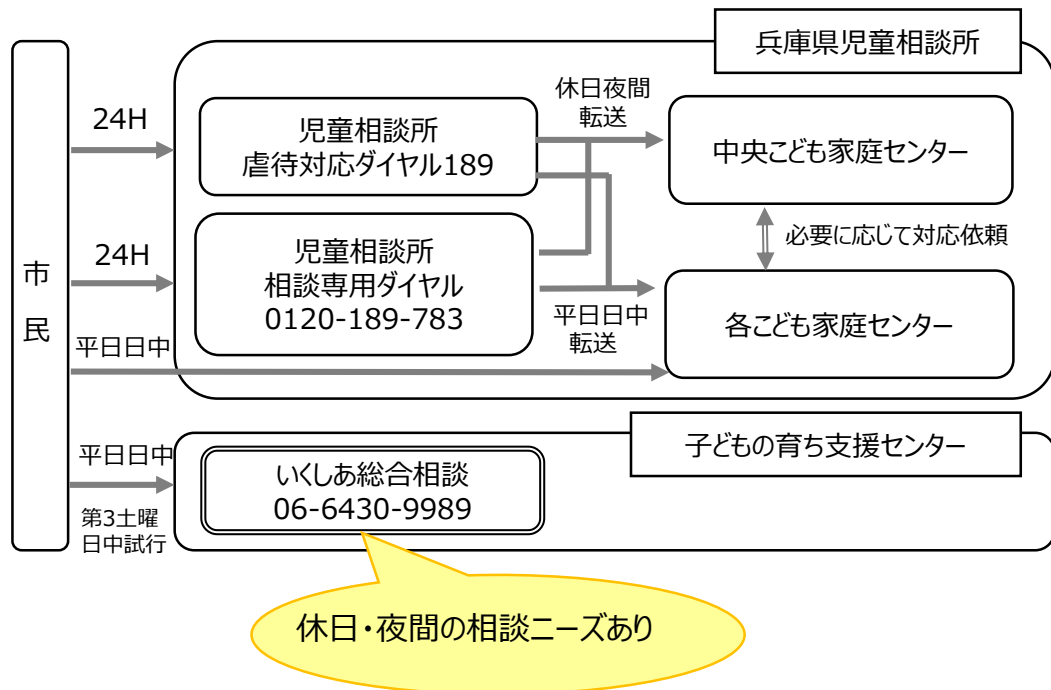 兵庫県児童相談所
市
民
24H
児童相談所
虐待対応ダイヤル189
休日夜間
転送
中央こども家庭センター
必要に応じて対応依頼
24H
児童相談所
相談専用ダイヤル
0120-189-783
平日日中
転送
各こども家庭センター
平日日中
子どもの育ち支援センター
平日日中
第3土曜
日中試行
いくしあ総合相談
06-6430-9989
休日・夜間の相談ニーズあり